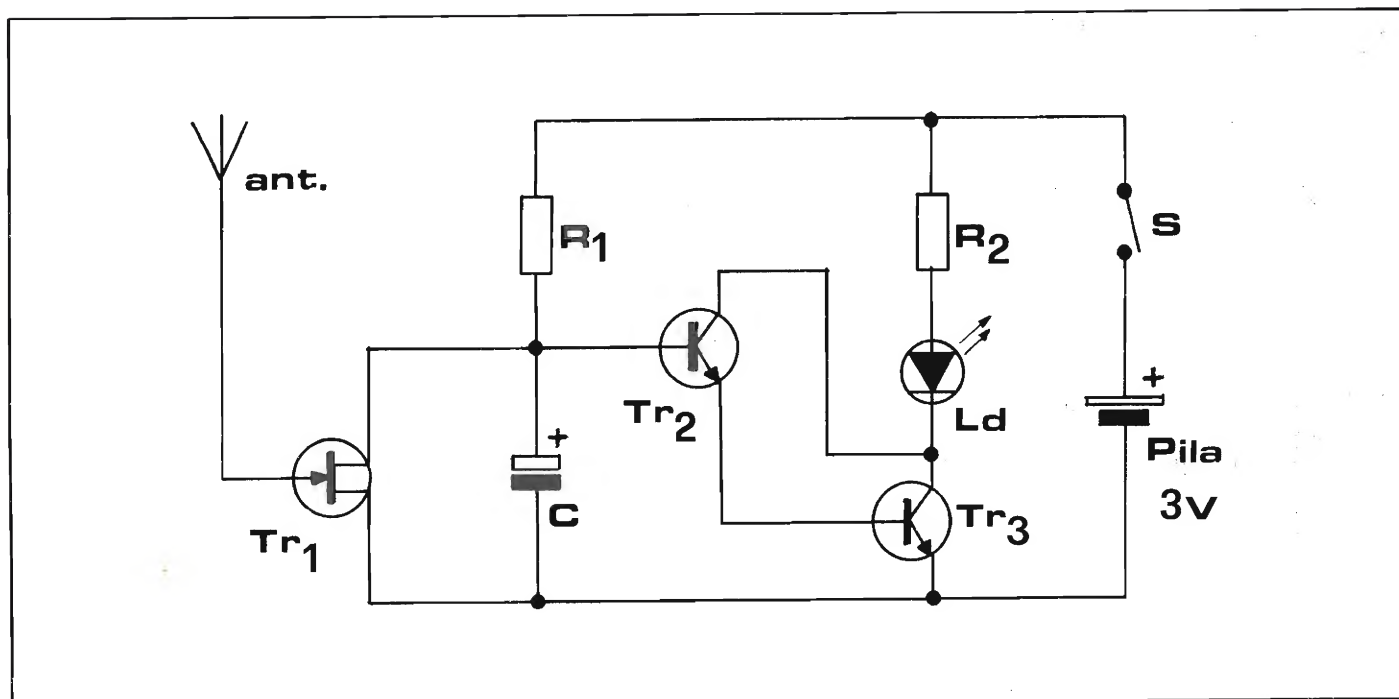 ant.
R1
R2
S
+
Tr2
Ld
+
Pila
3V
+
C
Tr3
Tr1